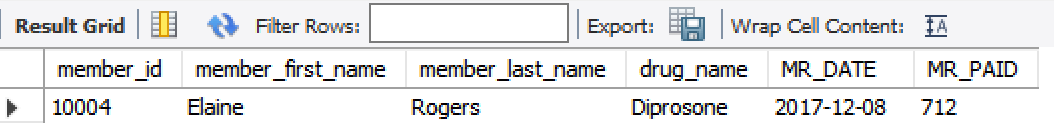 Result Grid Filter Rows: Export: Wrap Cell Content: IA
member_id member_first_name member_last_name drug_name MR_DATE MR_PAID
10004 Elaine Rogers Diprosone 2017-12-08 712